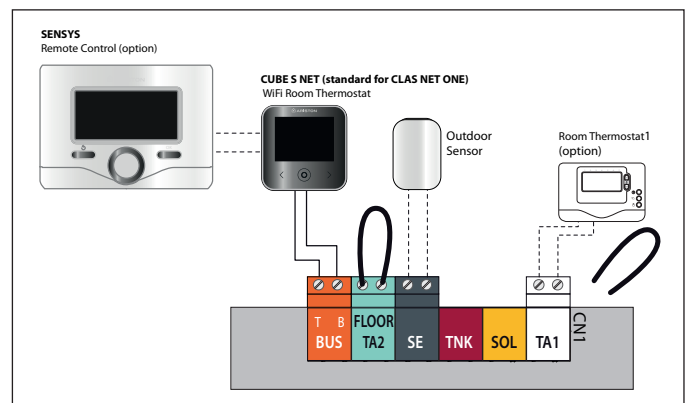 SENSYS
Remote Control (option)
CUBE S NET (standard for CLAS NET ONE)
WiFi Room Thermostat
ARISTON
Outdoor
Sensor
Room Thermostat1
(option)
T B
BUS
FLOOR
TA2
SE
TNK
SOL
TA1
CN1